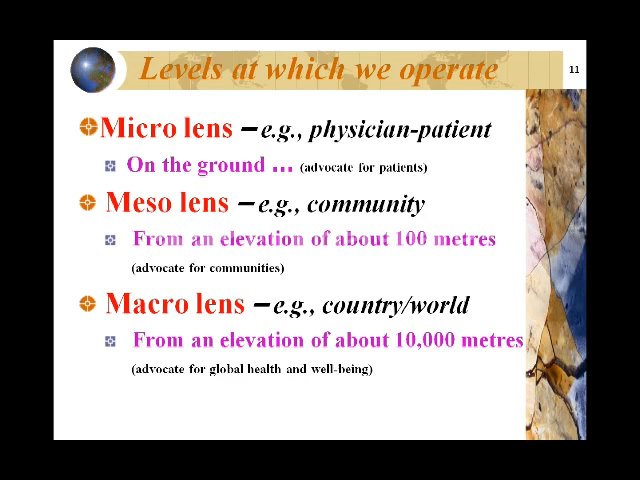 Levels at which we operate
11
Micro lens – e.g., physician-patient
On the ground ... (advocate for patients)
Meso lens – e.g., community
From an elevation of about 100 metres
(advocate for communities)
Macro lens – e.g., country/world
From an elevation of about 10,000 metres
(advocate for global health and well-being)